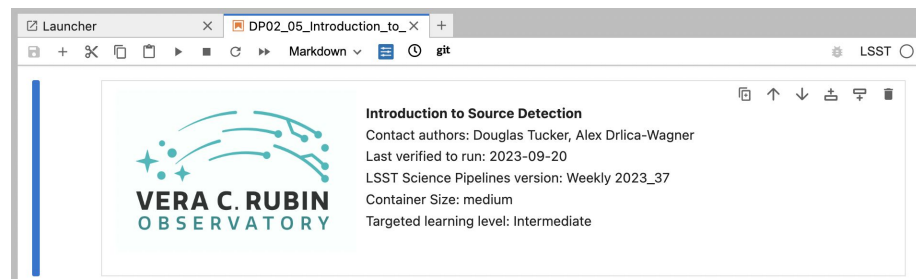 Launcher
DP02_05_Introduction_to_
Markdown
git
LSST
VERA C. RUBIN
OBSERVATORY
Introduction to Source Detection
Contact authors: Douglas Tucker, Alex Drlica-Wagner
Last verified to run: 2023-09-20
LSST Science Pipelines version: Weekly 2023_37
Container Size: medium
Targeted learning level: Intermediate